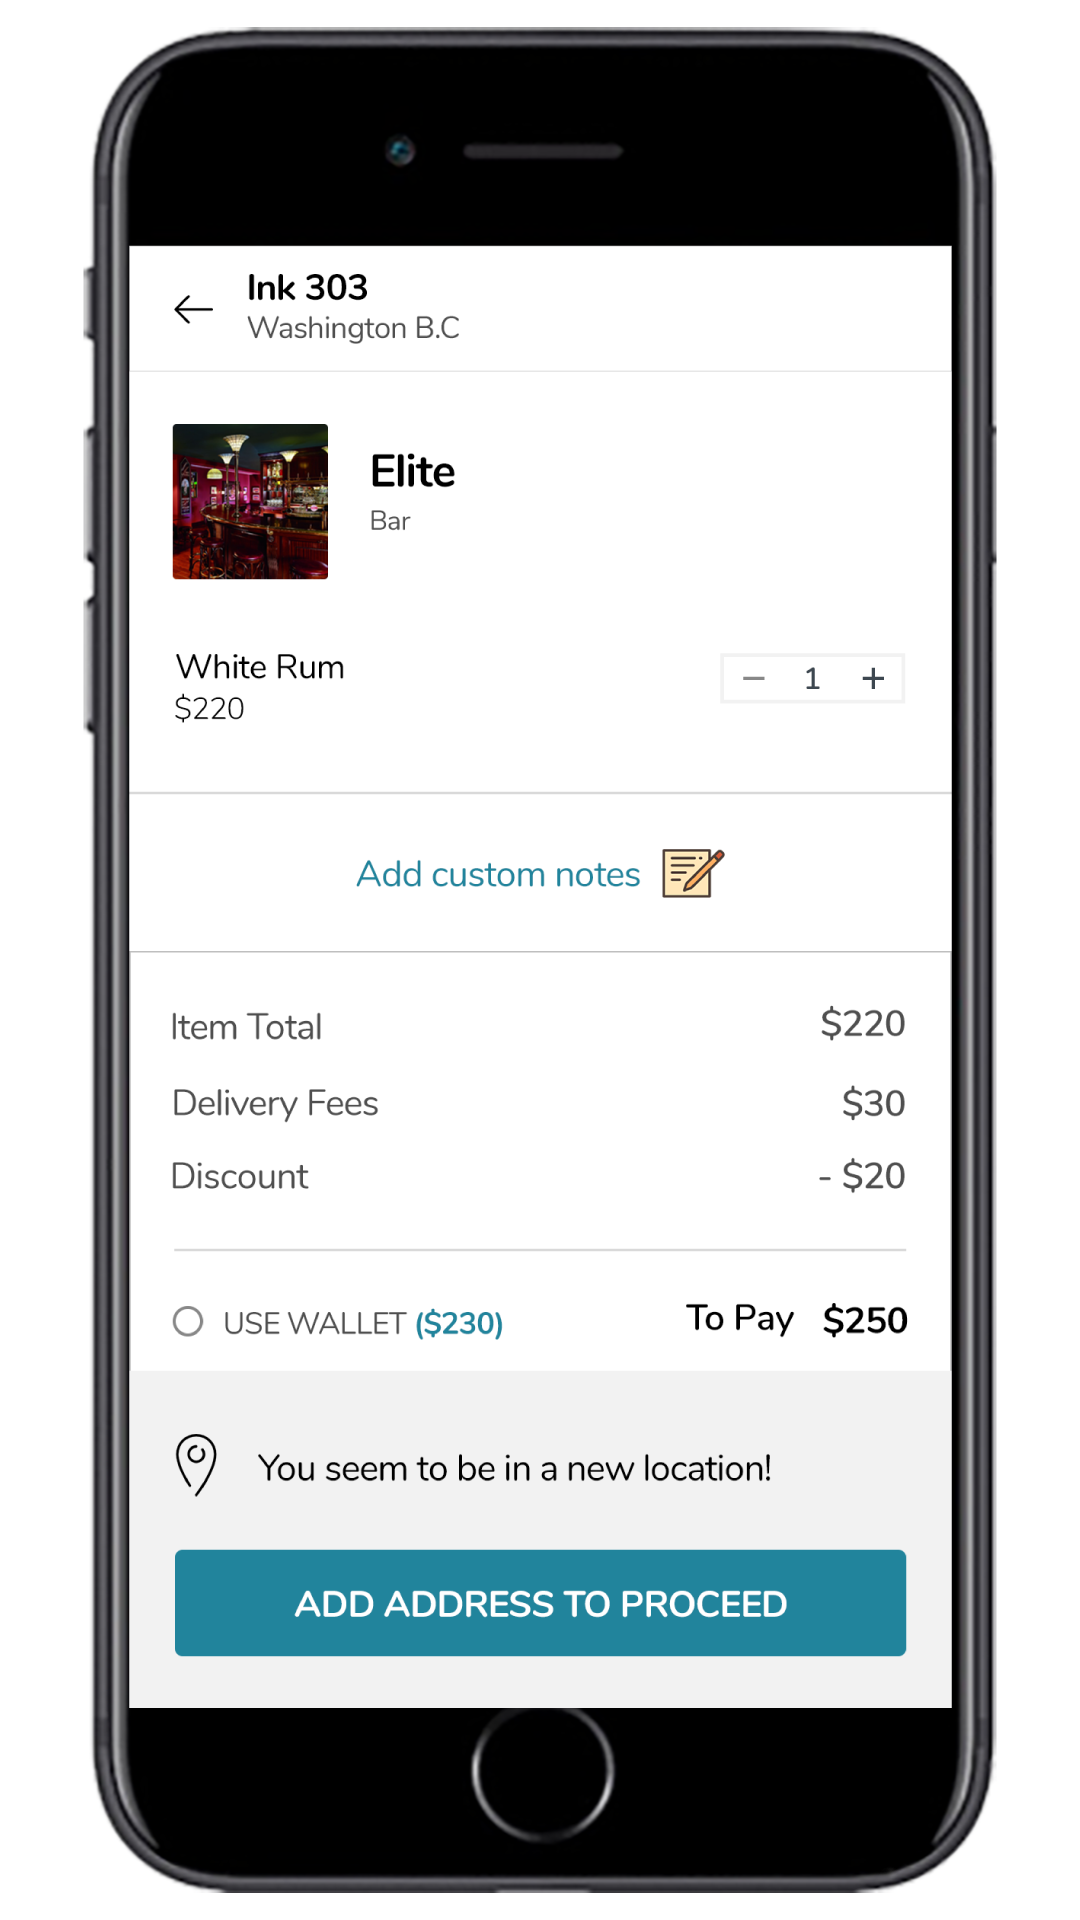 Ink 303
Washington B.C
Elite
Bar
White Rum
$220
− 1 +
Add custom notes
Item Total $220
Delivery Fees $30
Discount - $20
USE WALLET ($230) To Pay $250
You seem to be in a new location!
ADD ADDRESS TO PROCEED